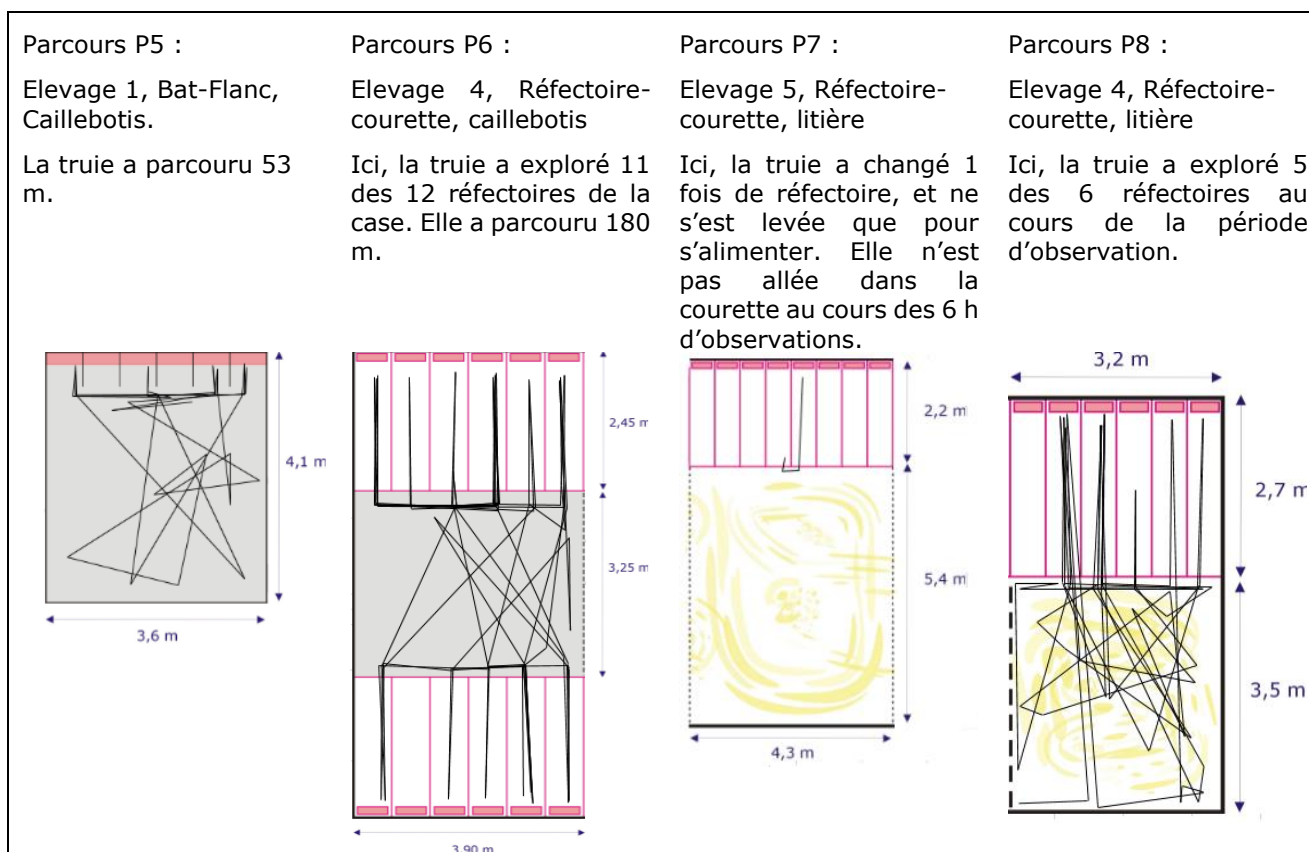 Parcours P5 :
Elevage 1, Bat-Flanc,
Caillebotis.
La truie a parcouru 53
m.
Parcours P6 :
Elevage 4, Réfectoire-
courette, caillebotis
Ici, la truie a exploré 11
des 12 réfectoires de la
case. Elle a parcouru 180
m.
Parcours P7 :
Elevage 5, Réfectoire-
courette, litière
Ici, la truie a changé 1
fois de réfectoire, et ne
s'est levée que pour
s'alimenter. Elle n'est
pas allée dans la
courette au cours des 6 h
d'observations.
Parcours P8 :
Elevage 4, Réfectoire-
courette, litière
Ici, la truie a exploré 5
des 6 réfectoires au
cours de la période
d'observation.
4,1 m
3,6 m
2,45 m
3,25 m
3,90 m
2,2 m
5,4 m
4,3 m
3,2 m
2,7 m
3,5 m